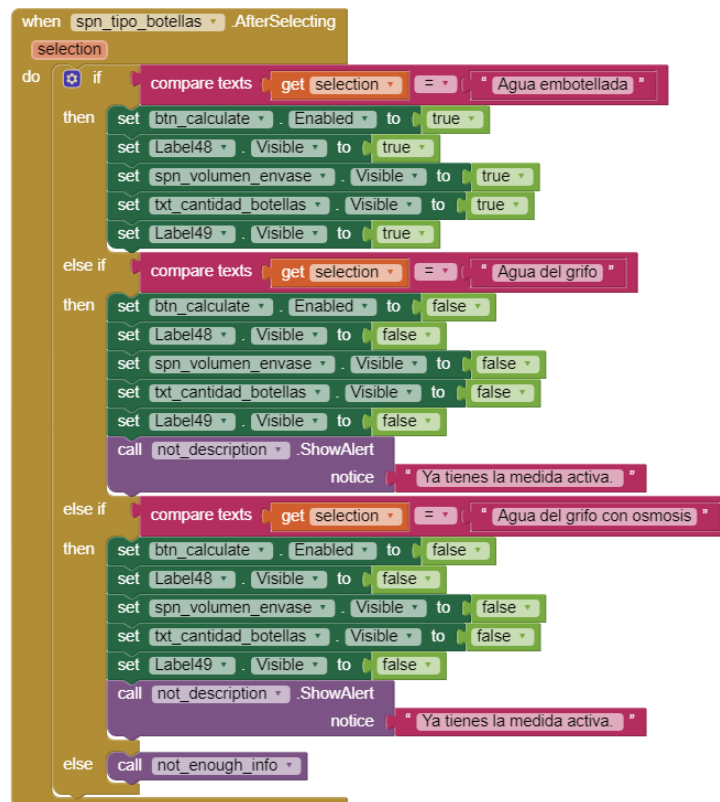 when spn_tipo_botellas .AfterSelecting
selection
do if compare texts get selection = " Agua embotellada "
then set btn_calculate . Enabled to true
set Label48 . Visible to true
set spn_volumen_envase . Visible to true
set txt_cantidad_botellas . Visible to true
set Label49 . Visible to true
else if compare texts get selection = " Agua del grifo "
then set btn_calculate . Enabled to false
set Label48 . Visible to false
set spn_volumen_envase . Visible to false
set txt_cantidad_botellas . Visible to false
set Label49 . Visible to false
call not_description .ShowAlert
notice " Ya tienes la medida activa. "
else if compare texts get selection = " Agua del grifo con osmosis "
then set btn_calculate . Enabled to false
set Label48 . Visible to false
set spn_volumen_envase . Visible to false
set txt_cantidad_botellas . Visible to false
set Label49 . Visible to false
call not_description .ShowAlert
notice " Ya tienes la medida activa. "
else call not_enough_info